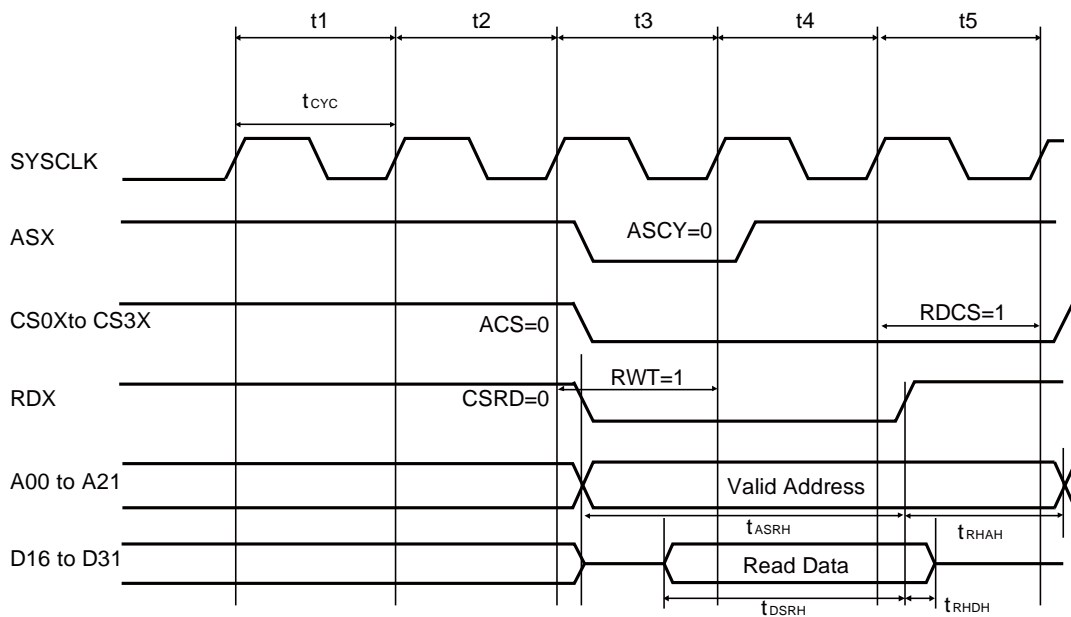 t1 t2 t3 t4 t5
tCYC
SYSCLK
ASX ASCY=0
CS0Xto CS3X ACS=0 RDCS=1
RDX CSRD=0 RWT=1
A00 to A21 Valid Address
tASRH tRHAH
D16 to D31 Read Data
tDSRH tRHDH